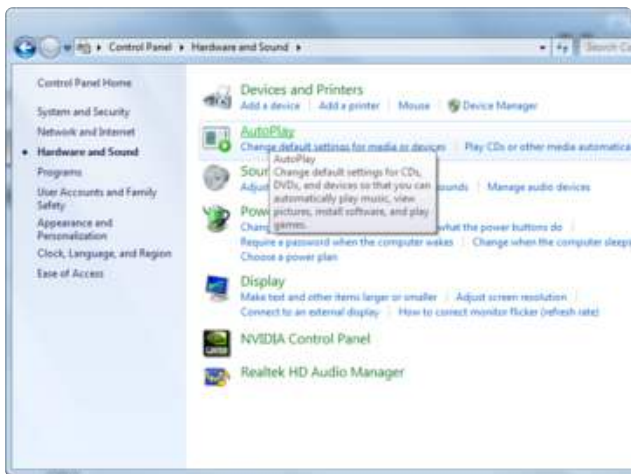 Control Panel ▸ Hardware and Sound ▸
Search Co
Control Panel Home
System and Security
Network and Internet
Hardware and Sound
Programs
User Accounts and Family
Safety
Appearance and
Personalization
Clock, Language, and Region
Ease of Access
Devices and Printers
Add a device | Add a printer | Mouse | Device Manager
AutoPlay
Change default settings for media or devices | Play CDs or other media automatica
AutoPlay
Change default settings for CDs,
DVDs, and devices so that you can
automatically play music, view
pictures, install software, and play
games.
Soun
Adjus
ounds | Manage audio devices
Powe
Chang
what the power buttons do |
Require a password when the computer wakes | Change when the computer sleeps
Choose a power plan
Display
Make text and other items larger or smaller | Adjust screen resolution |
Connect to an external display | How to correct monitor flicker (refresh rate)
NVIDIA Control Panel
Realtek HD Audio Manager